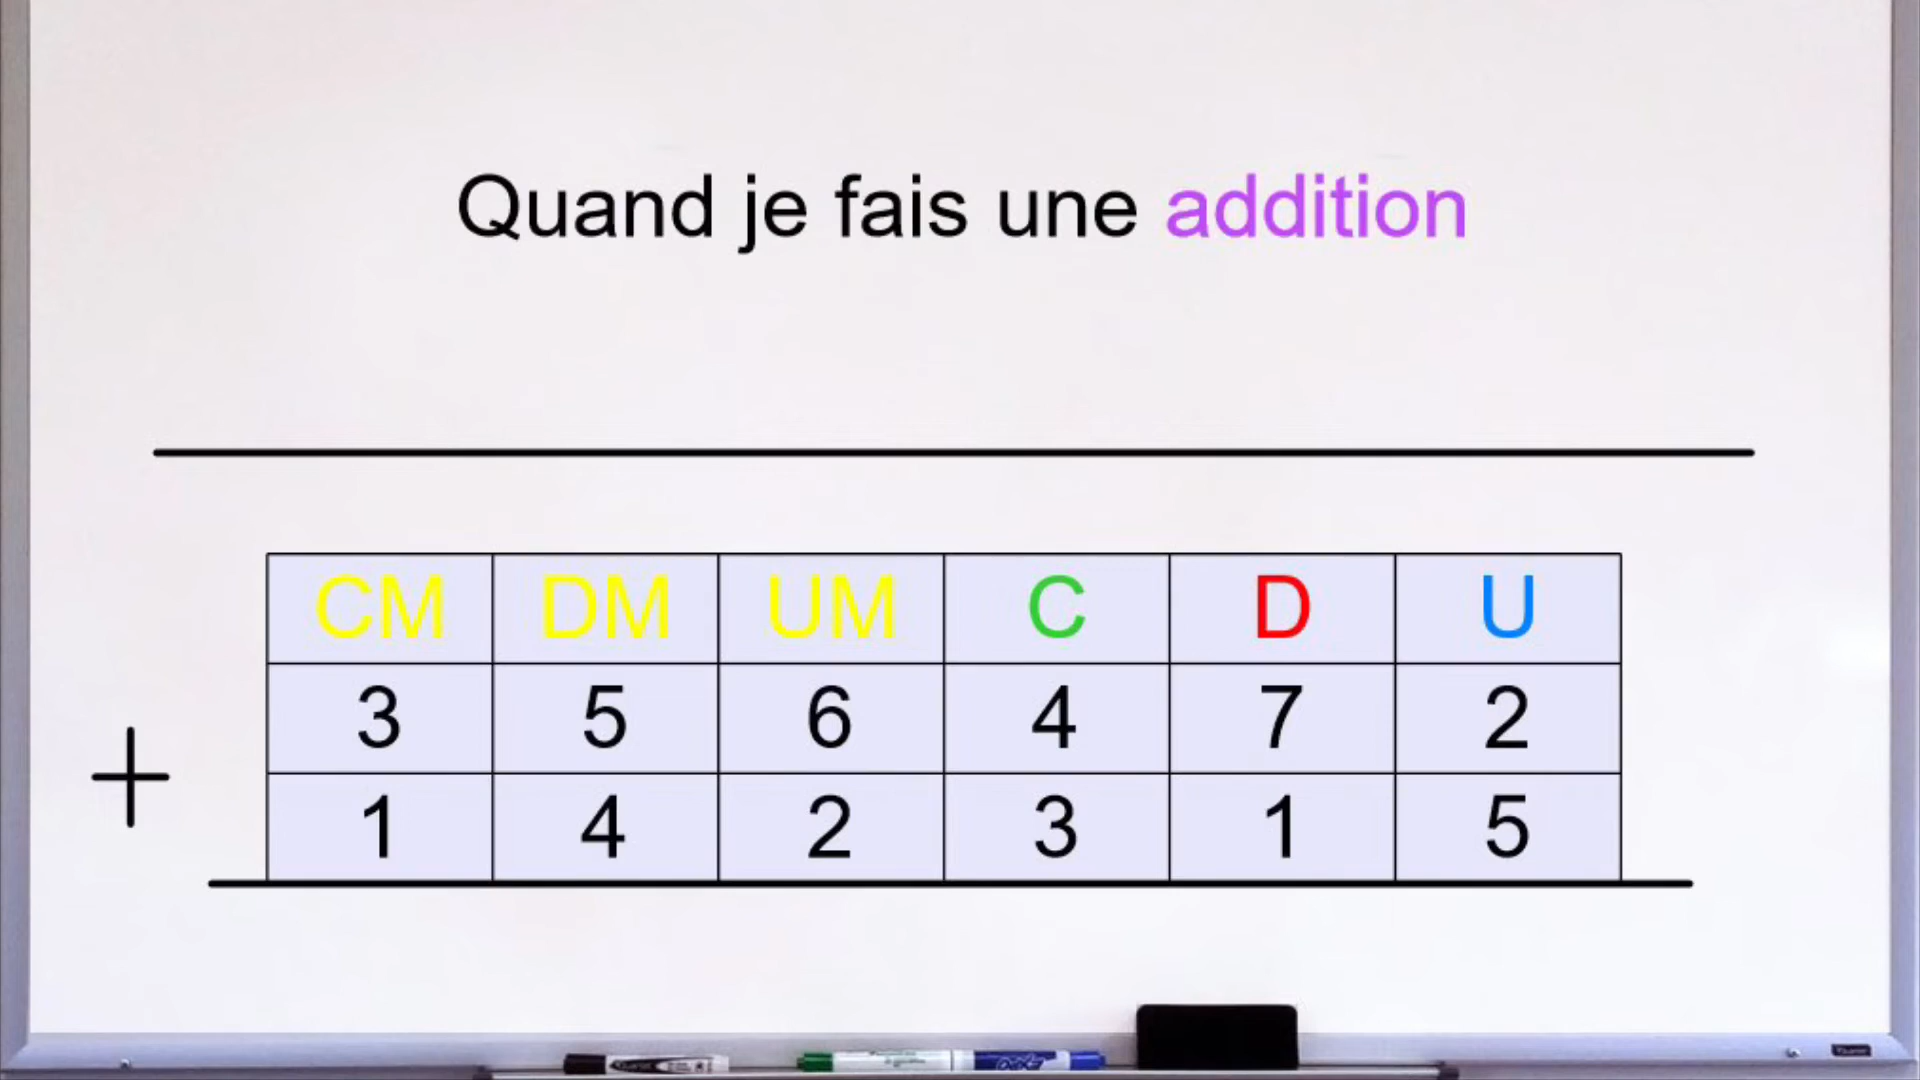 Quand je fais une addition
CM DM UM C D U
3 5 6 4 7 2
+
1 4 2 3 1 5